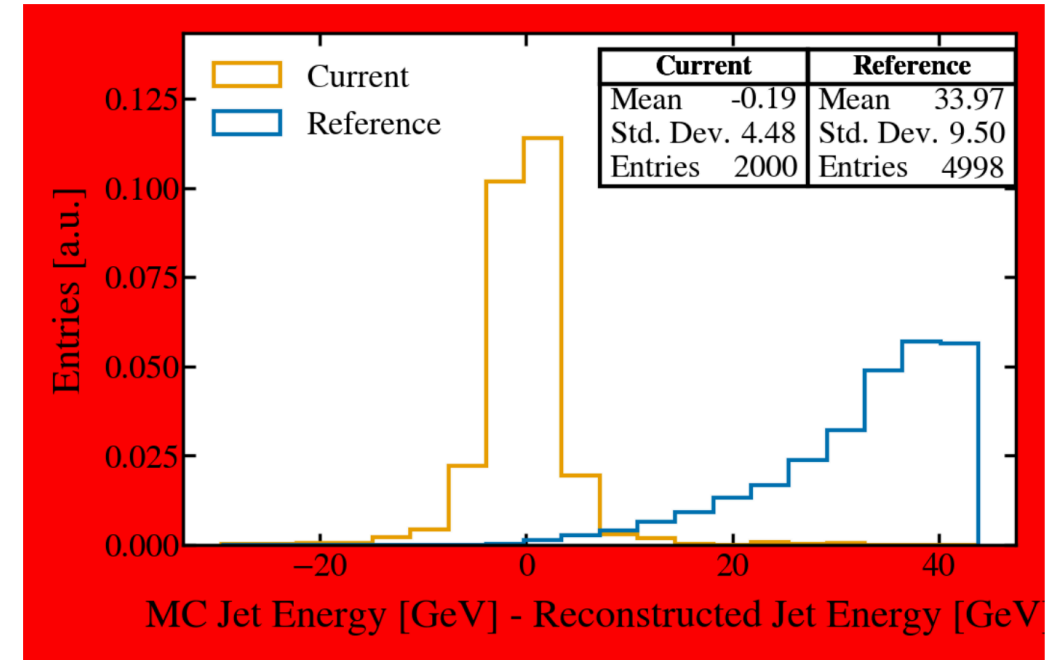 Current
Reference
Current Reference
Mean -0.19 Mean 33.97
Std. Dev. 4.48 Std. Dev. 9.50
Entries 2000 Entries 4998
Entries [a.u.]
0.125
0.100
0.075
0.050
0.025
0.000
−20 0 20 40
MC Jet Energy [GeV] - Reconstructed Jet Energy [GeV]